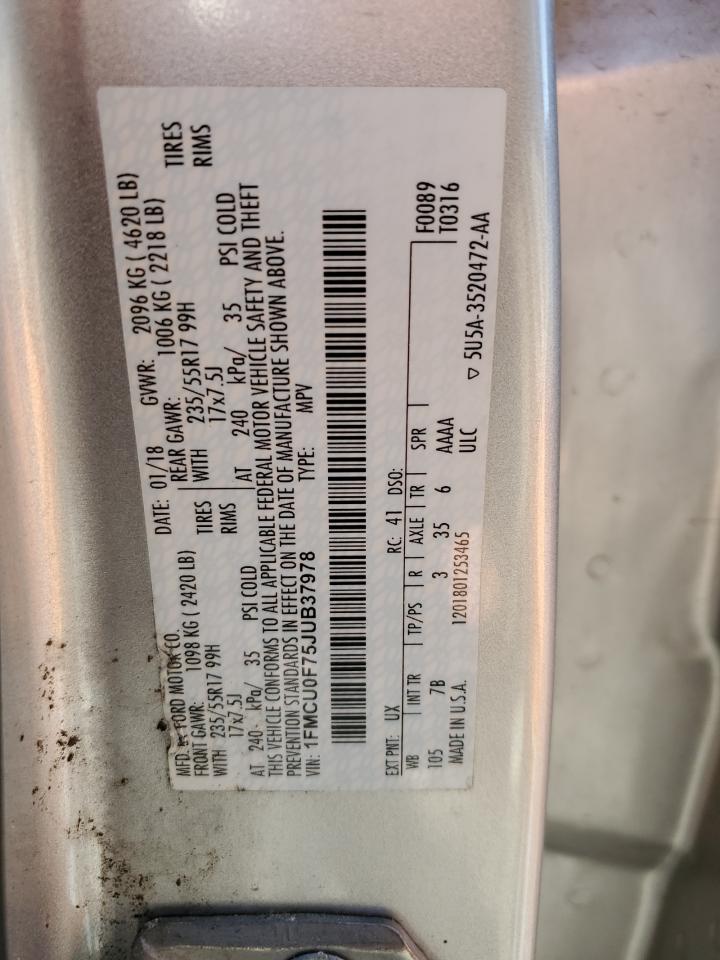 MFD. BY FORD MOTOR CO.
DATE: 01/18 GVWR: 2096 KG ( 4620 LB)
FRONT GAWR: 1098 KG ( 2420 LB) REAR GAWR: 1006 KG ( 2218 LB)
WITH 235/55R17 99H TIRES WITH 235/55R17 99H TIRES
17x7.5J RIMS 17x7.5J RIMS
AT 240 kPa/ 35 PSI COLD AT 240 kPa/ 35 PSI COLD
THIS VEHICLE CONFORMS TO ALL APPLICABLE FEDERAL MOTOR VEHICLE SAFETY AND THEFT
PREVENTION STANDARDS IN EFFECT ON THE DATE OF MANUFACTURE SHOWN ABOVE.
VIN: 1FMCU0F75JUB37978 TYPE: MPV
EXT PNT: UX RC: 41 DSO:
WB INT TR TP/PS R AXLE TR SPR F0089
105 7B 3 35 6 AAAA T0316
MADE IN U.S.A. 1201801253465 ULC ▽ 5U5A-3520472-AA